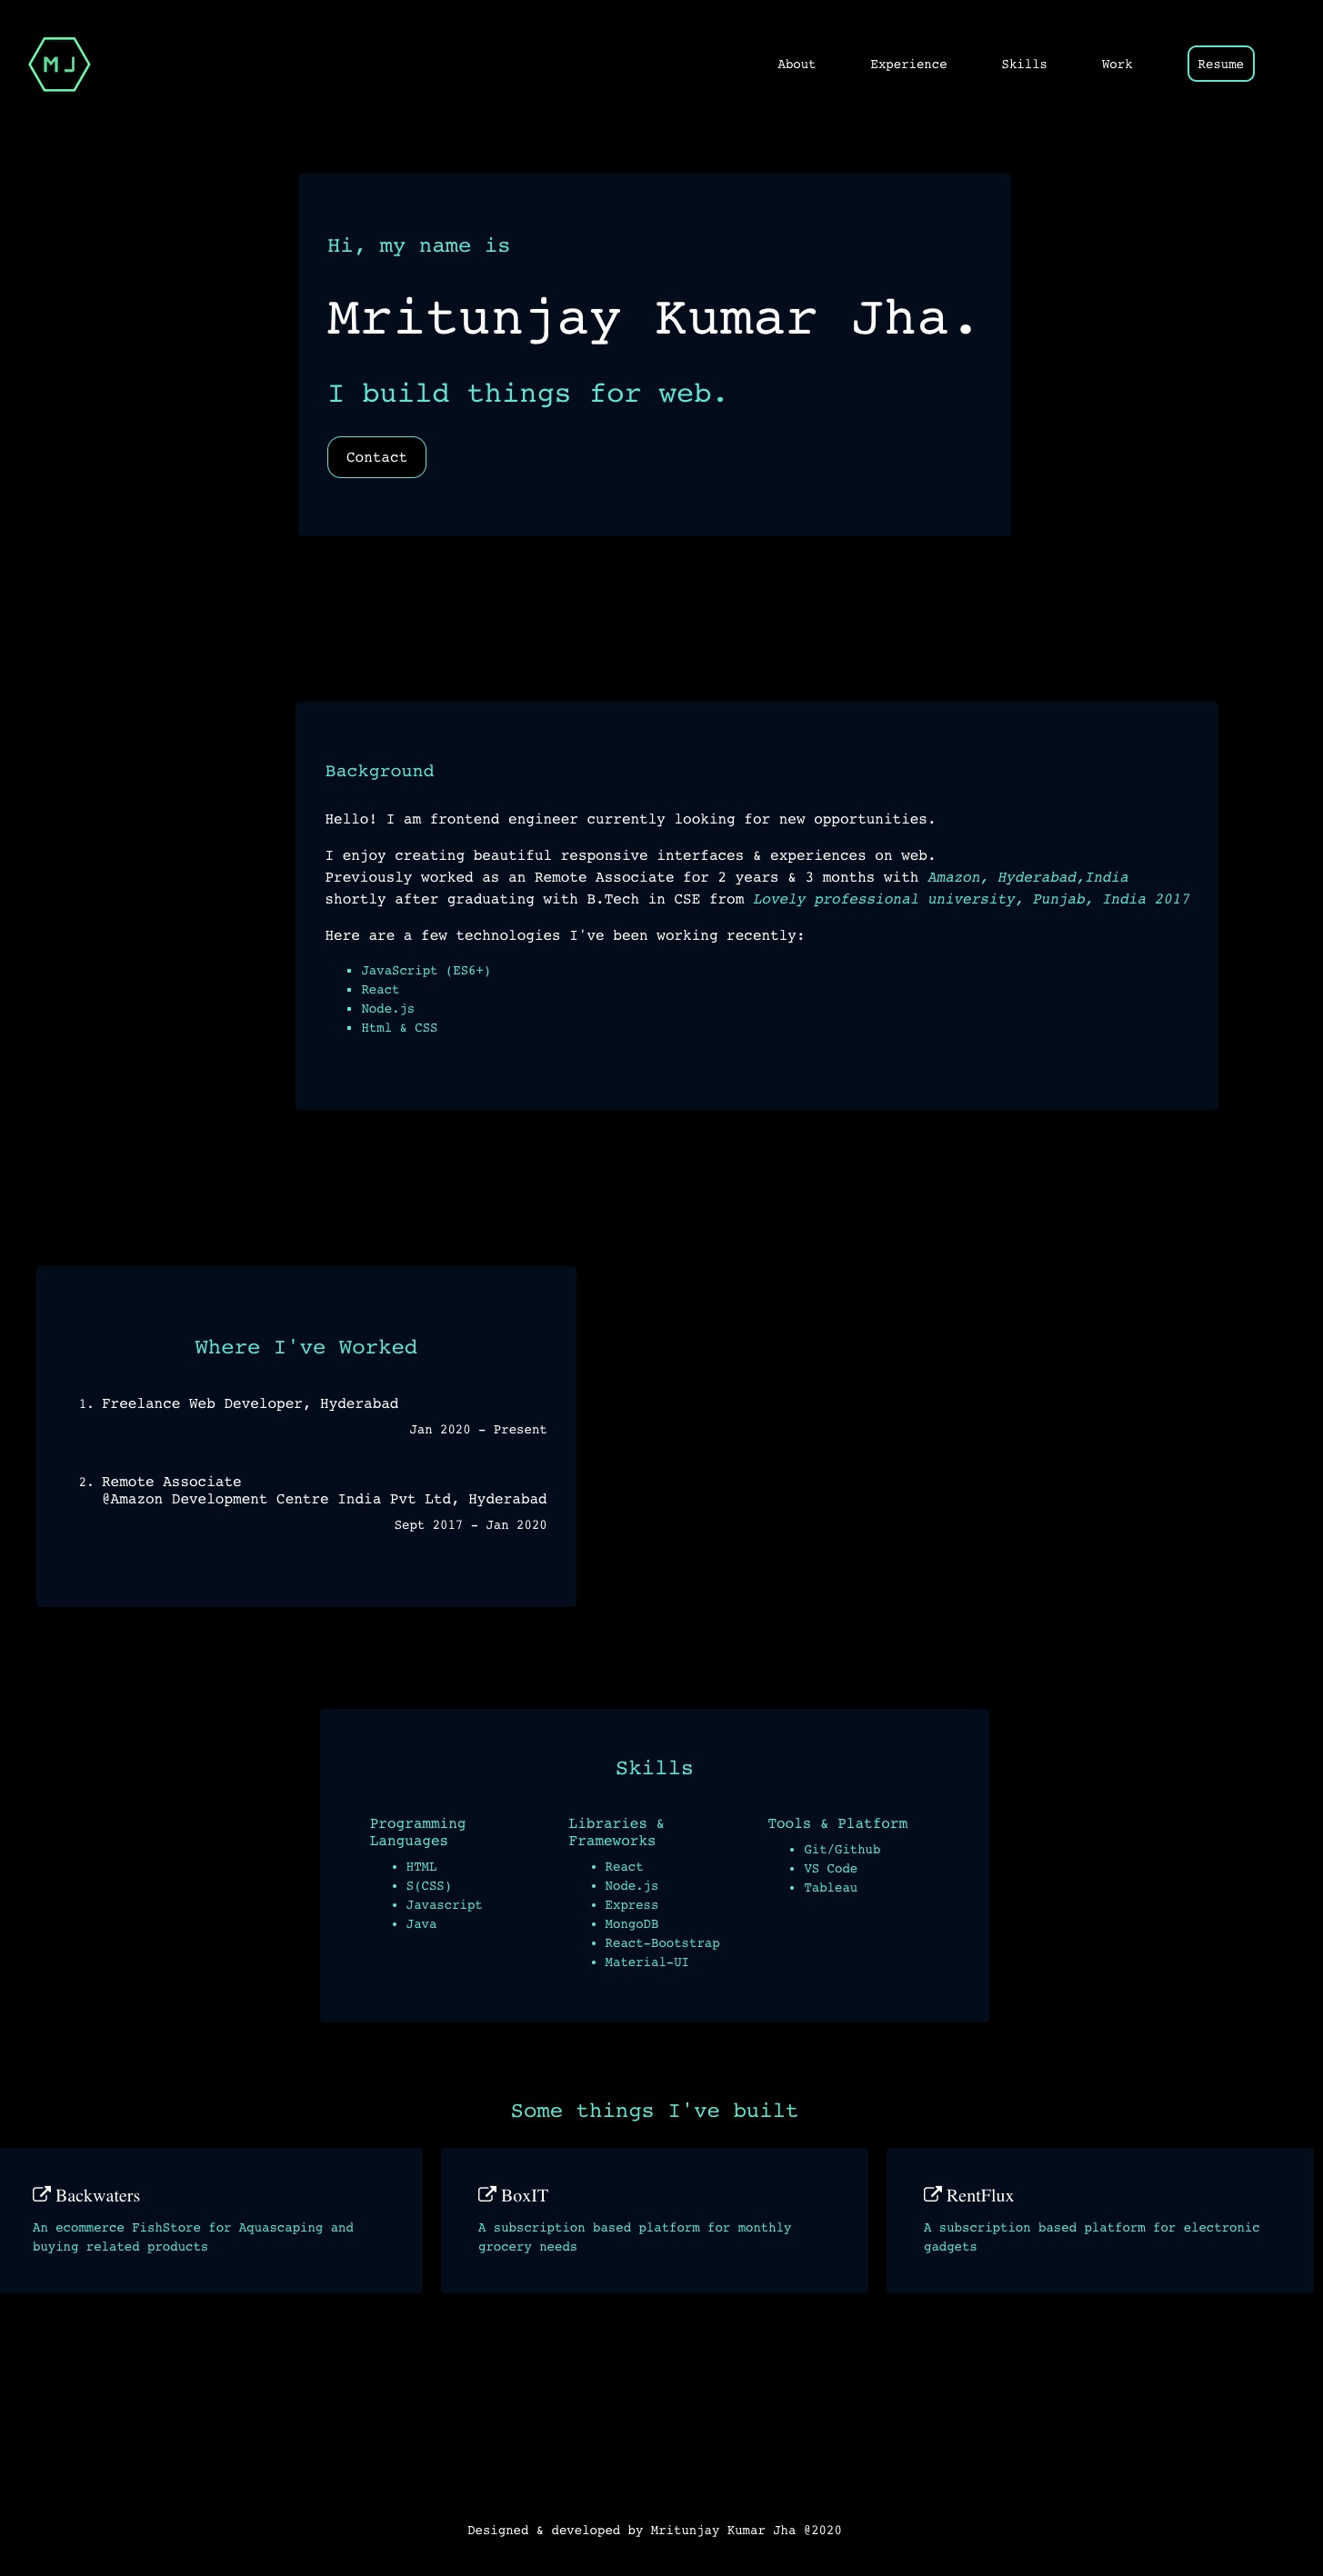 MJ
About
Experience
Skills
Work
Resume
Hi, my name is
Mritunjay Kumar Jha.
I build things for web.
Contact
Background
Hello! I am frontend engineer currently looking for new opportunities.
I enjoy creating beautiful responsive interfaces & experiences on web.
Previously worked as an Remote Associate for 2 years & 3 months with Amazon, Hyderabad,India
shortly after graduating with B.Tech in CSE from Lovely professional university, Punjab, India 2017
Here are a few technologies I've been working recently:
JavaScript (ES6+)
React
Node.js
Html & CSS
Where I've Worked
1. Freelance Web Developer, Hyderabad
Jan 2020 - Present
2. Remote Associate
@Amazon Development Centre India Pvt Ltd, Hyderabad
Sept 2017 - Jan 2020
Skills
Programming
Languages
HTML
S(CSS)
Javascript
Java
Libraries &
Frameworks
React
Node.js
Express
MongoDB
React-Bootstrap
Material-UI
Tools & Platform
Git/Github
VS Code
Tableau
Some things I've built
Backwaters
An ecommerce FishStore for Aquascaping and
buying related products
BoxIT
A subscription based platform for monthly
grocery needs
RentFlux
A subscription based platform for electronic
gadgets
Designed & developed by Mritunjay Kumar Jha @2020